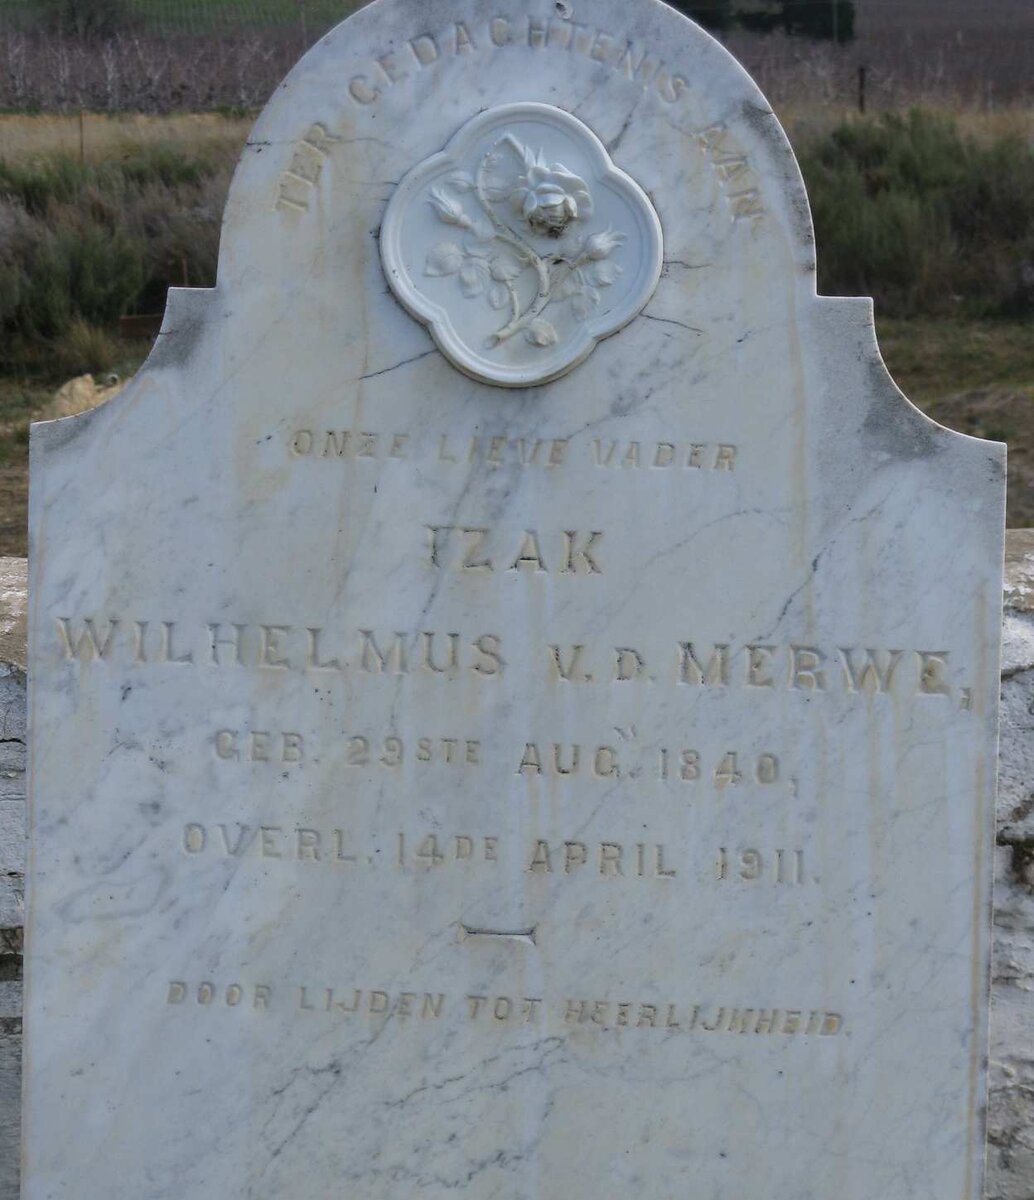 TER GEDACHTENIS AAN
ONZE LIEVE VADER
IZAK
WILHELMUS V. D. MERWE,
GEB. 29STE AUG. 1840,
OVERL. 14DE APRIL 1911.
DOOR LIJDEN TOT HEERLIJKHEID.